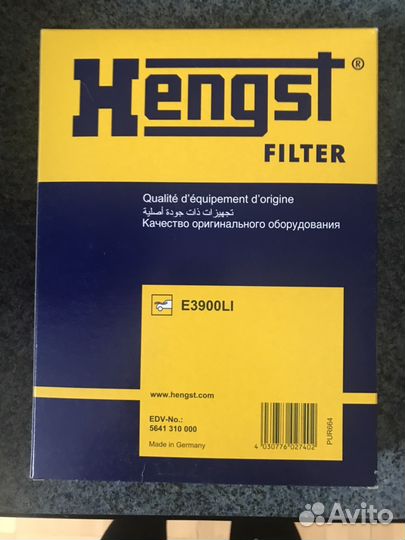 Hengst®
FILTER
Qualité d'équipement d'origine
تجهيزات ذات جودة أصلية
Качество оригинального оборудования
E3900LI
www.hengst.com
EDV-No.:
5641 310 000
Made in Germany
4 030776 027402
PUR664
Avito